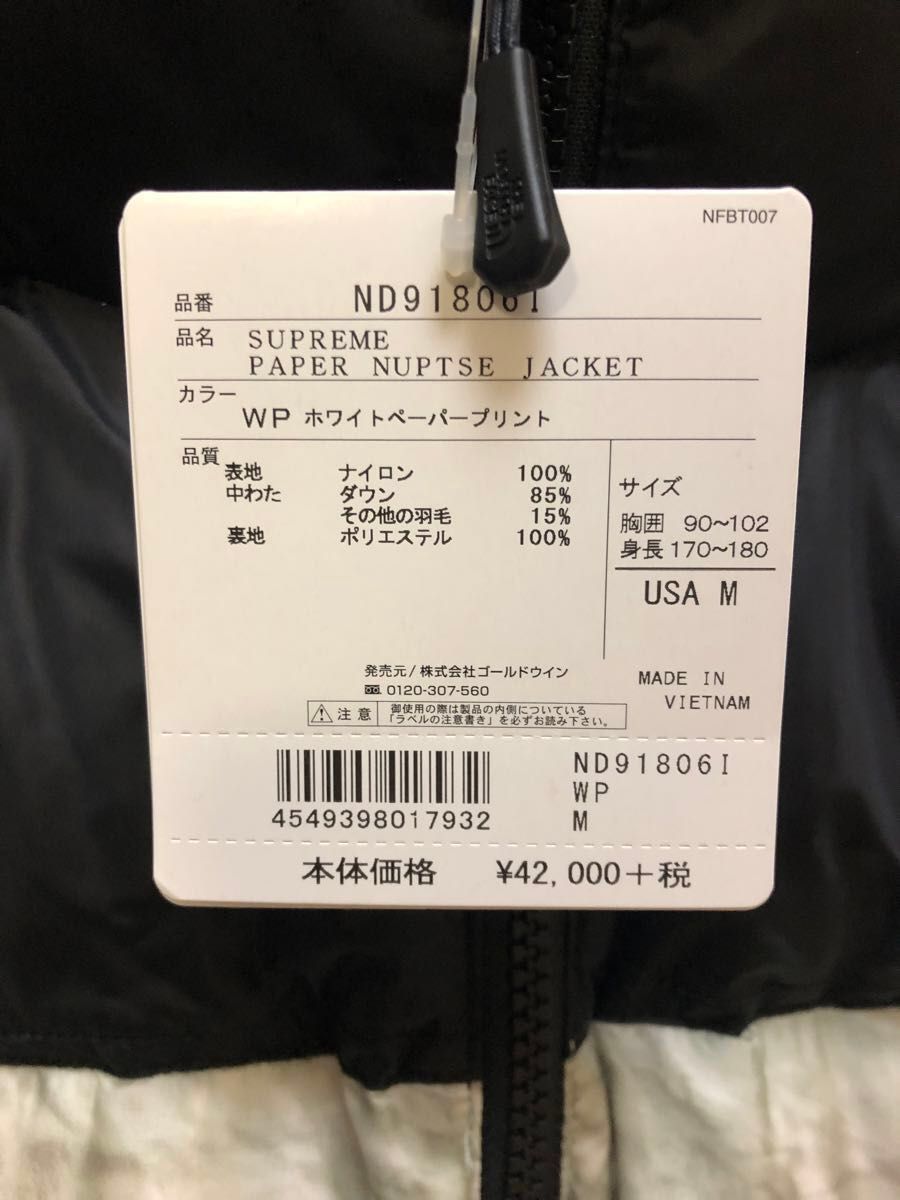 NFBT007
品番 ND91806I
品名 SUPREME
PAPER NUPTSE JACKET
カラー
WP ホワイトペーパープリント
品質
表地 ナイロン 100%
中わた ダウン 85%
その他の羽毛 15%
裏地 ポリエステル 100%
サイズ
胸囲 90~102
身長 170~180
USA M
発売元/株式会社ゴールドウイン
0120-307-560
MADE IN
VIETNAM
注意
御使用の際は製品の内側についている
「ラベルの注意書き」を必ずお読み下さい。
4549398017932
ND91806I
WP
M
本体価格 ¥42,000+税